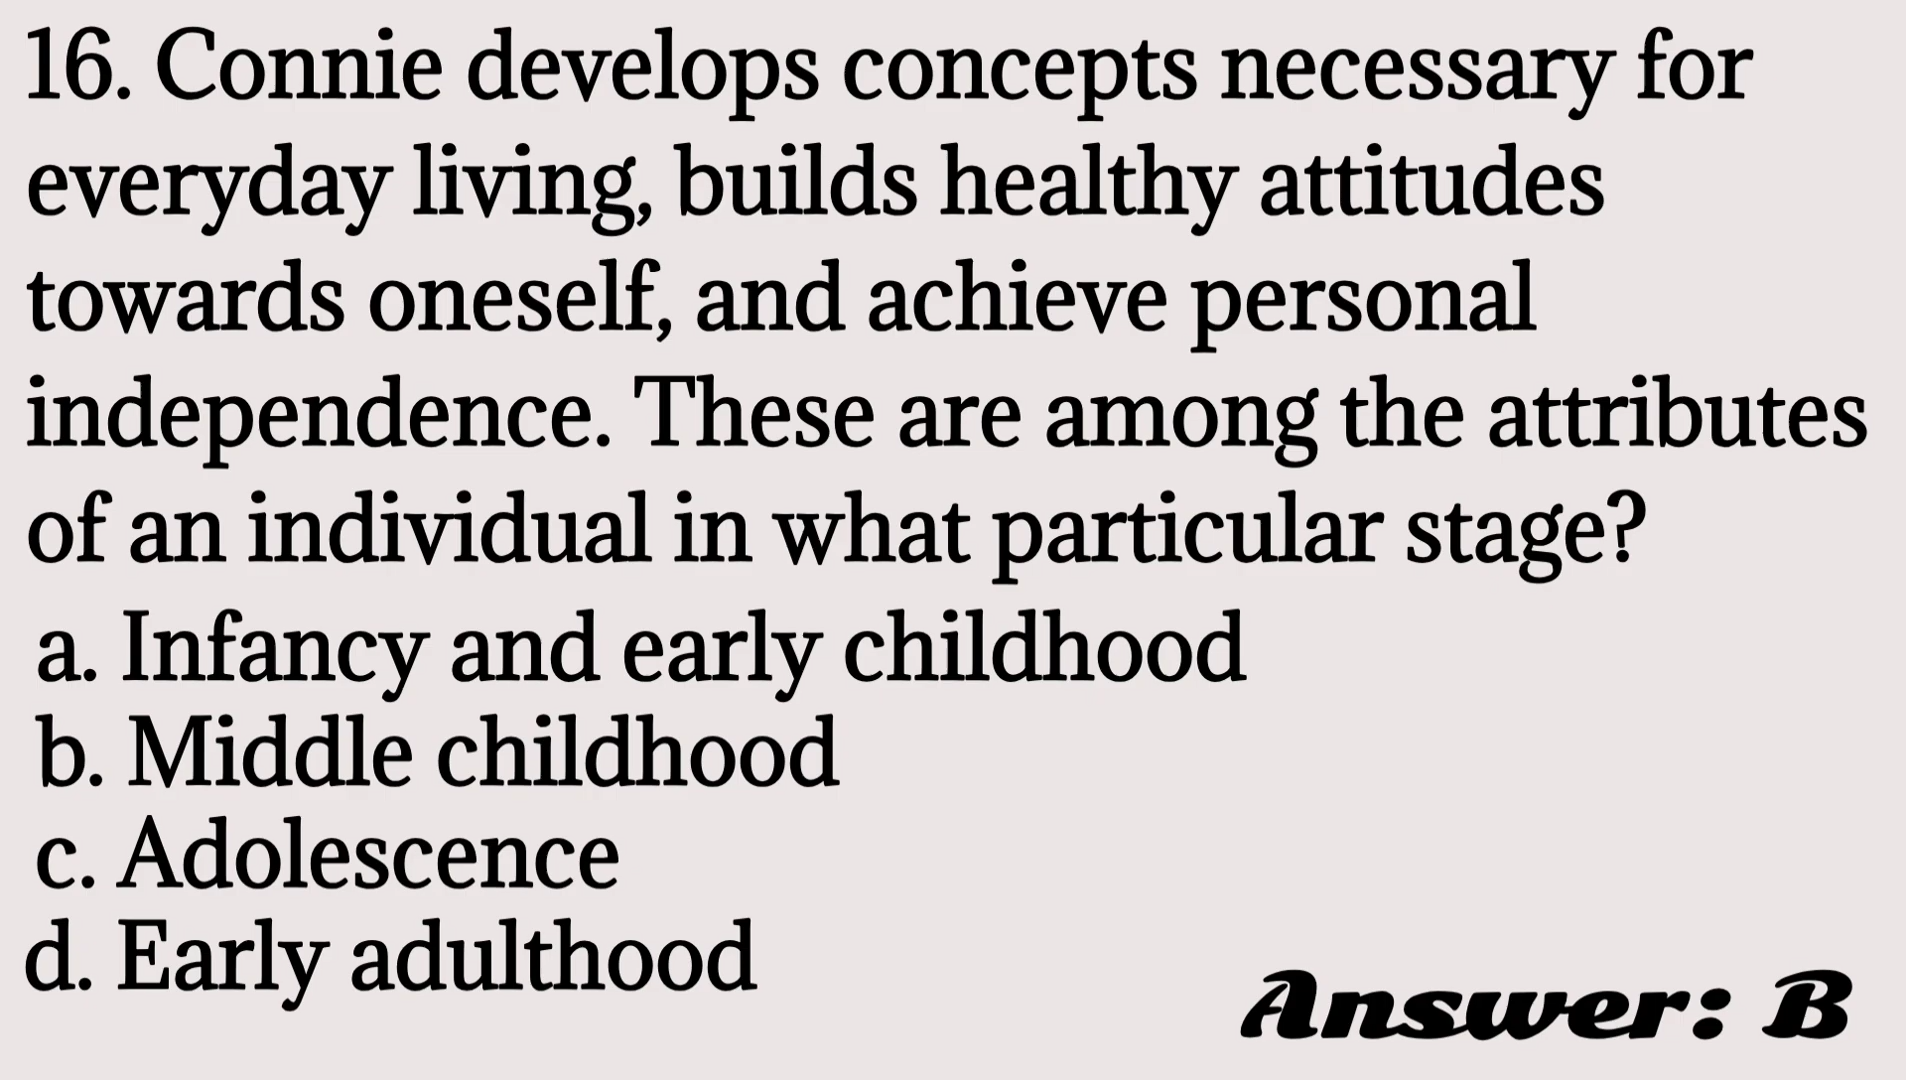 16. Connie develops concepts necessary for
everyday living, builds healthy attitudes
towards oneself, and achieve personal
independence. These are among the attributes
of an individual in what particular stage?
a. Infancy and early childhood
b. Middle childhood
c. Adolescence
d. Early adulthood
Answer: B